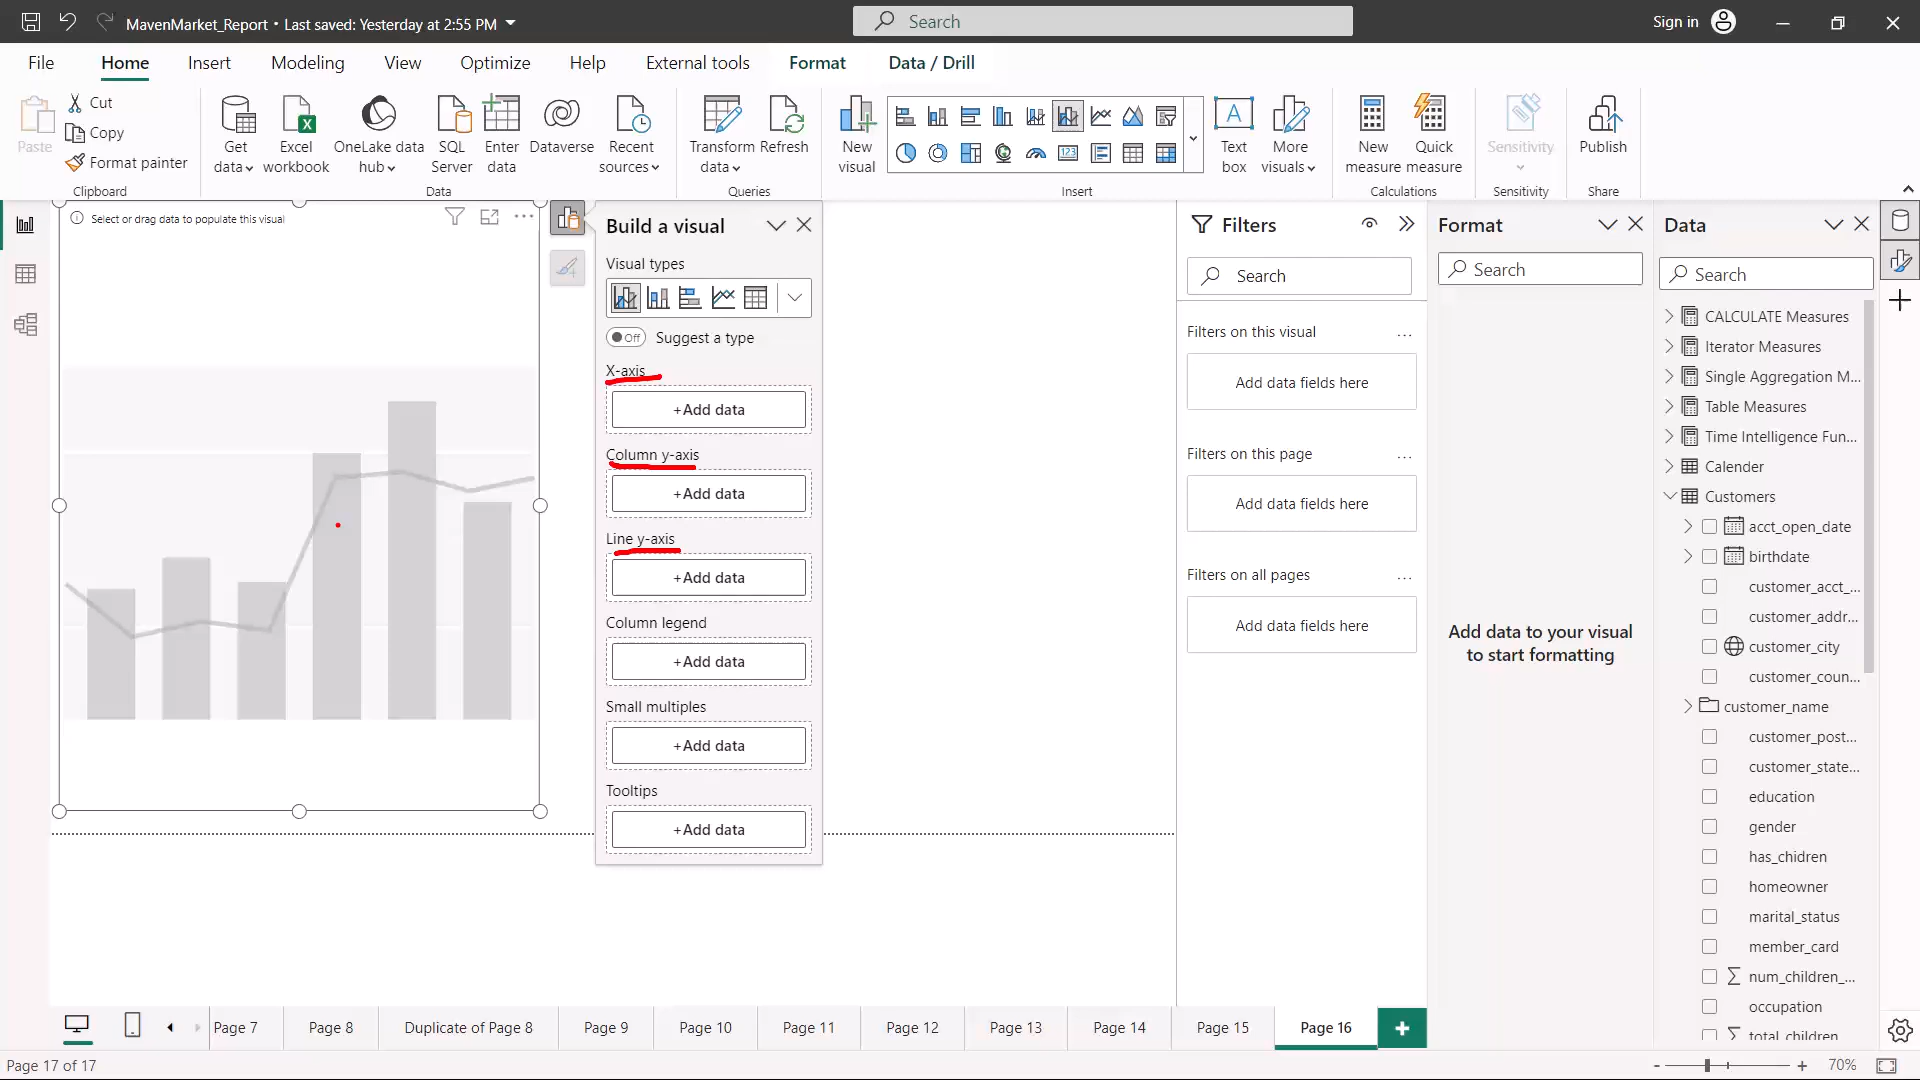 MavenMarket_Report • Last saved: Yesterday at 2:55 PM
Search
Sign in
File
Home
Insert
Modeling
View
Optimize
Help
External tools
Format
Data / Drill
Paste
Cut
Copy
Format painter
Clipboard
Get data
Excel workbook
OneLake data hub
SQL Server
Enter data
Dataverse
Recent sources
Data
Transform data
Refresh
Queries
New visual
123
A
Text box
More visuals
Insert
New measure
Quick measure
Calculations
Sensitivity
Sensitivity
Publish
Share
Select or drag data to populate this visual
Build a visual
Visual types
Off
Suggest a type
X-axis
+Add data
Column y-axis
+Add data
Line y-axis
+Add data
Column legend
+Add data
Small multiples
+Add data
Tooltips
+Add data
Filters
Search
Filters on this visual
Add data fields here
Filters on this page
Add data fields here
Filters on all pages
Add data fields here
Format
Search
Add data to your visual
to start formatting
Data
Search
CALCULATE Measures
Iterator Measures
Single Aggregation M...
Table Measures
Time Intelligence Fun...
Calender
Customers
acct_open_date
birthdate
customer_acct_...
customer_addr...
customer_city
customer_coun...
customer_name
customer_post...
customer_state...
education
gender
has_chidren
homeowner
marital_status
member_card
num_children_...
occupation
total_children
Page 7
Page 8
Duplicate of Page 8
Page 9
Page 10
Page 11
Page 12
Page 13
Page 14
Page 15
Page 16
Page 17 of 17
70%